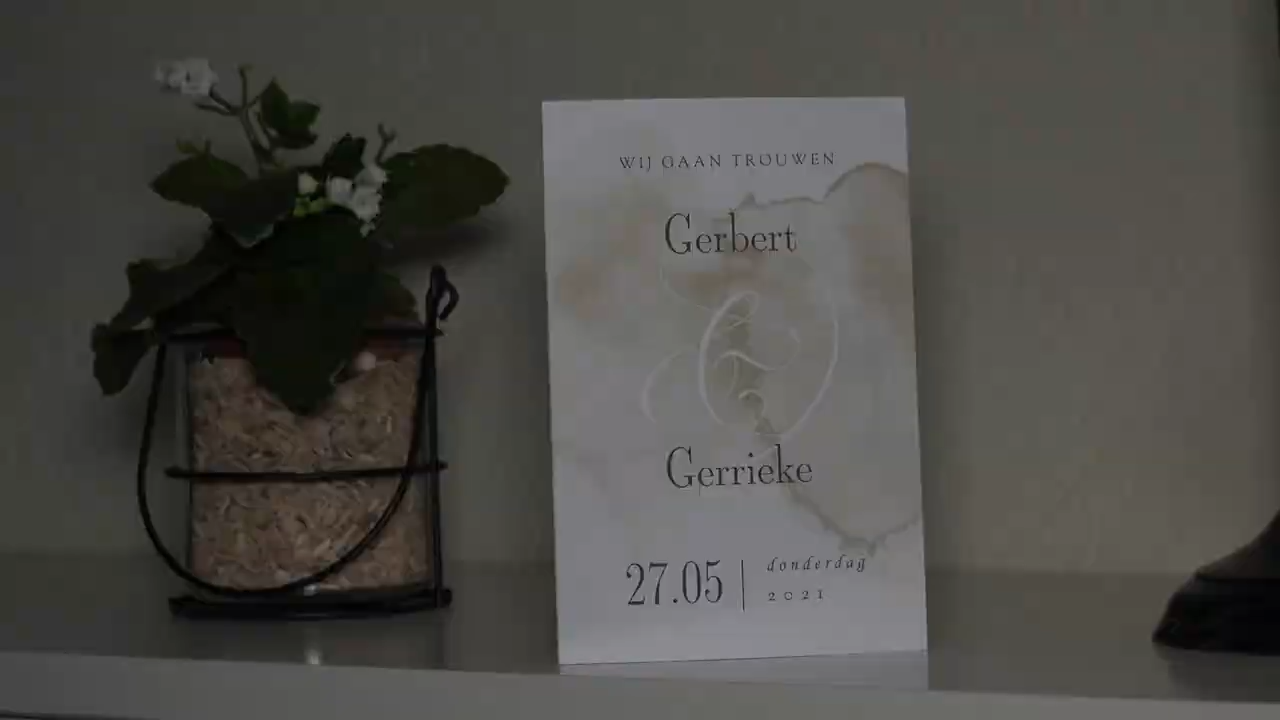 WIJ GAAN TROUWEN
Gerbert
&
Gerrieke
27.05 | donderdag
2021